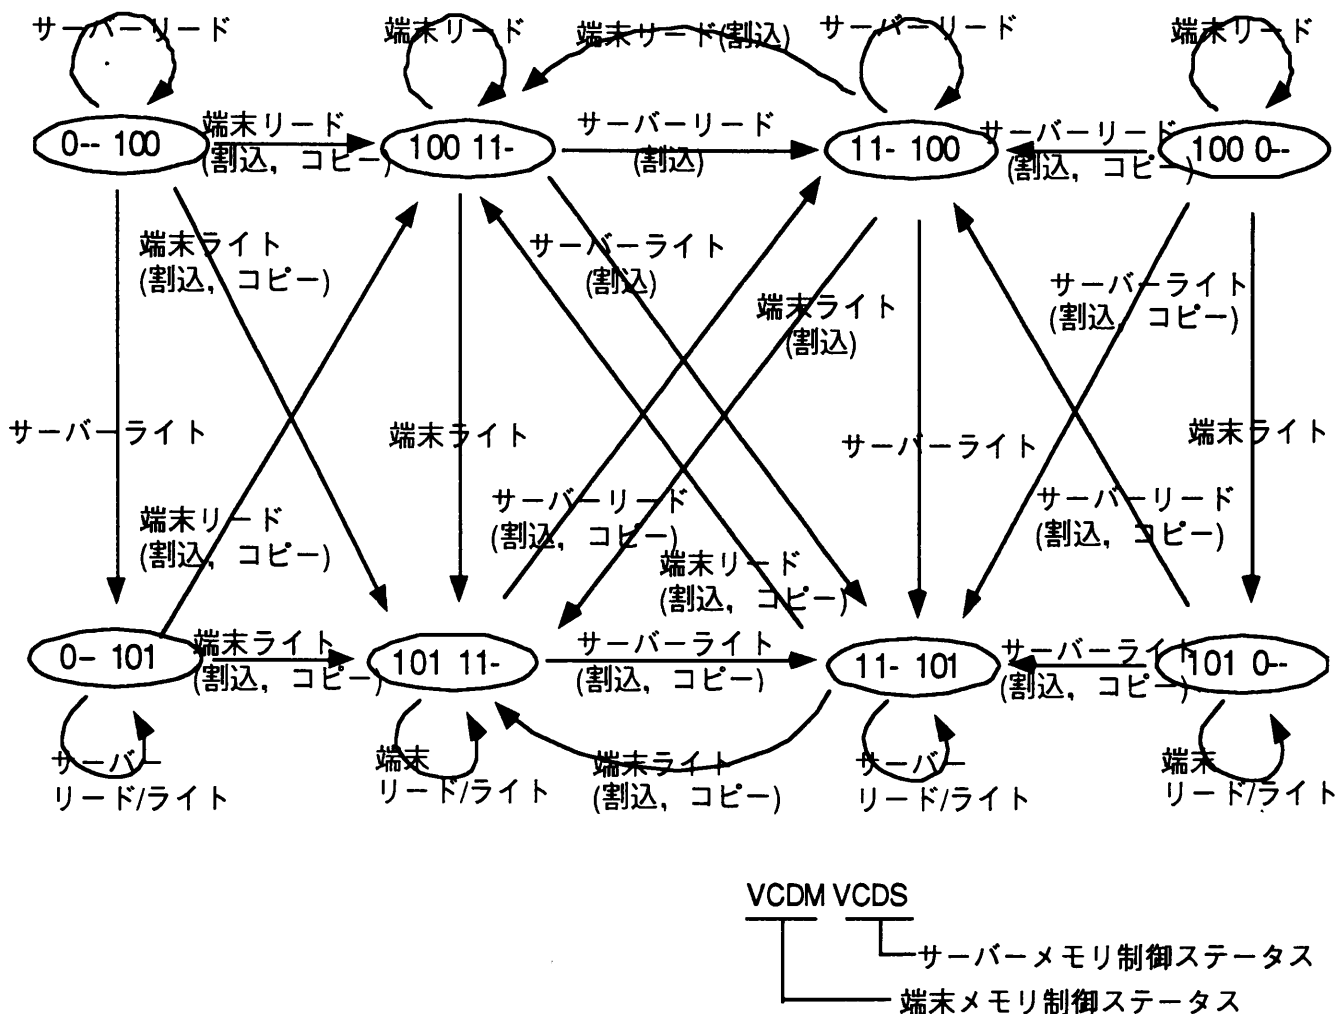 サーバーリード
端末リード
端末リード(割込)
サーバーリード
端末リード
0-- 100
端末リード
(割込, コピー)
100 11-
サーバーリード
(割込)
11- 100
サーバーリード
(割込, コピー)
100 0--
端末ライト
(割込, コピー)
サーバーライト
(割込)
端末ライト
(割込)
サーバーライト
(割込, コピー)
サーバーライト
端末ライト
サーバーライト
端末ライト
端末リード
(割込, コピー)
サーバーリード
(割込, コピー)
端末リード
(割込, コピー)
サーバーリード
(割込, コピー)
0-- 101
端末ライト
(割込, コピー)
101 11-
サーバーライト
(割込, コピー)
11- 101
サーバーライト
(割込, コピー)
101 0--
サーバー
リード/ライト
端末
リード/ライト
端末ライト
(割込, コピー)
サーバー
リード/ライト
端末
リード/ライト
VCDM VCDS
サーバーメモリ制御ステータス
端末メモリ制御ステータス